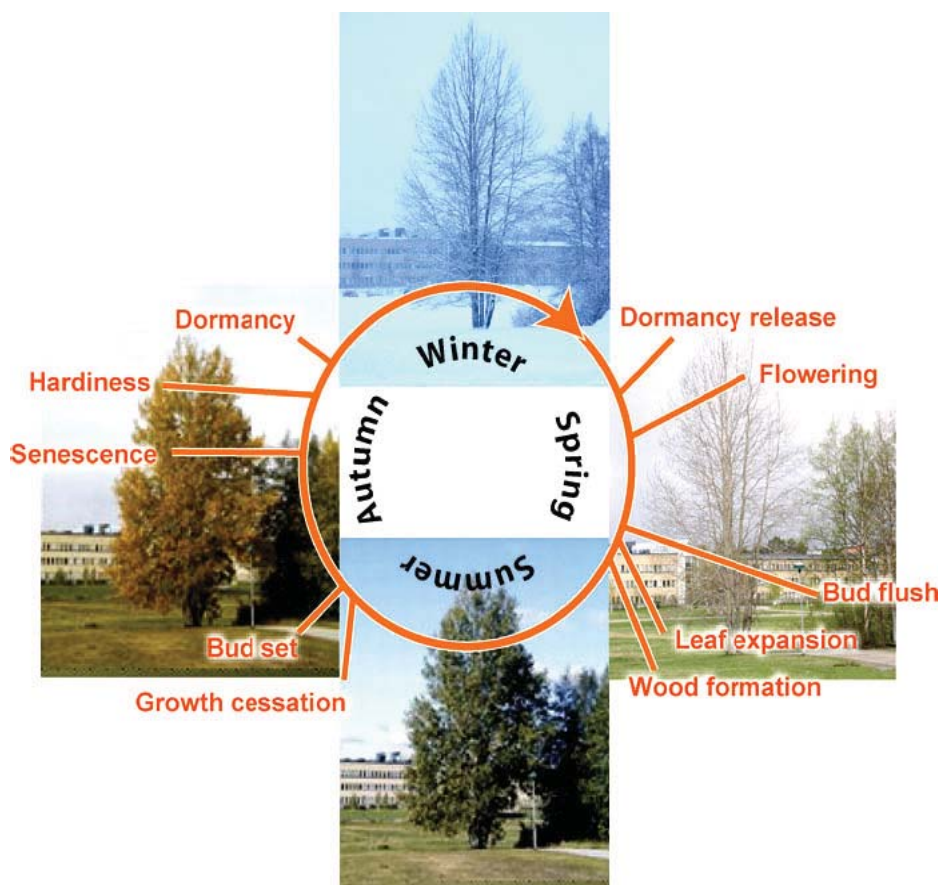 Winter
Spring
Summer
Autumn
Dormancy release
Flowering
Bud flush
Leaf expansion
Wood formation
Growth cessation
Bud set
Senescence
Hardiness
Dormancy